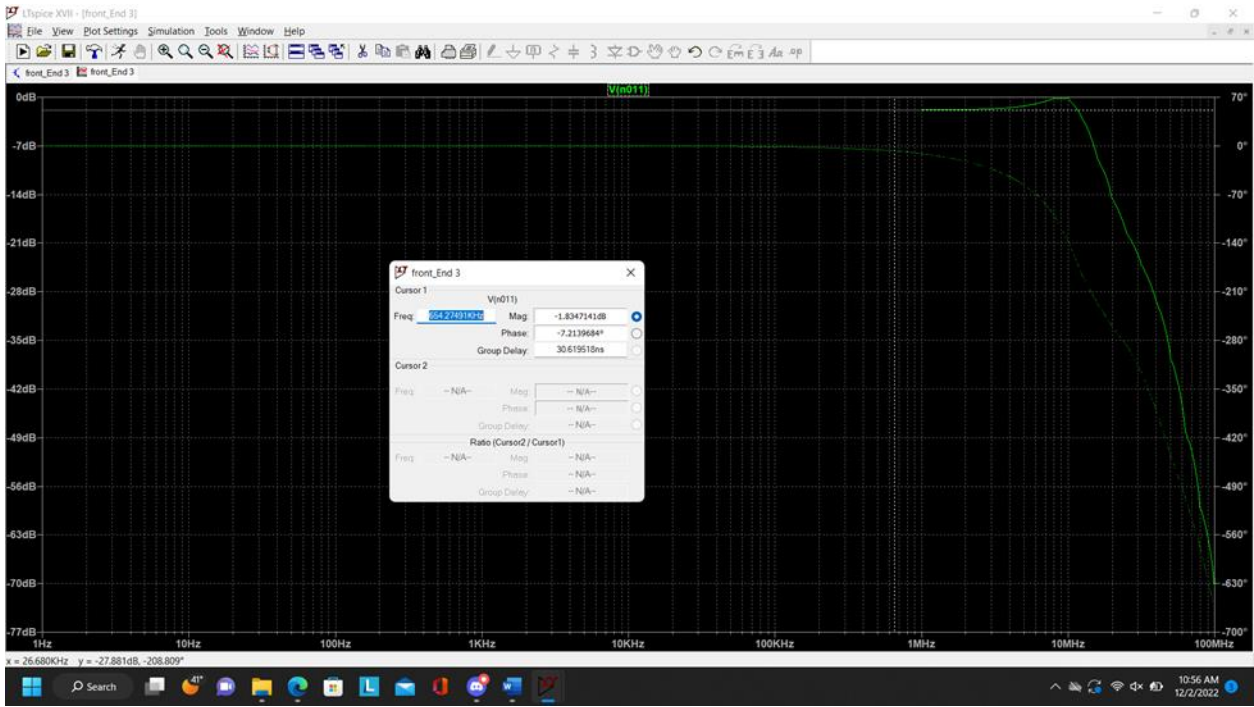 LTspice XVII - [front_End 3]
File View Plot Settings Simulation Tools Window Help
front_End 3 front_End 3
V(n011)
0dB 70°
-7dB 0°
-14dB -70°
-21dB -140°
-28dB -210°
-35dB -280°
-42dB -350°
-49dB -420°
-56dB -490°
-63dB -560°
-70dB -630°
-77dB -700°
1Hz 10Hz 100Hz 1KHz 10KHz 100KHz 1MHz 10MHz 100MHz
front_End 3
Cursor 1
V(n011)
Freq: 654.27491KHz Mag: -1.8347141dB
Phase: -7.2139684°
Group Delay: 30.619518ns
Cursor 2
Freq: -- N/A-- Mag: -- N/A--
Phase: -- N/A--
Group Delay: -- N/A--
Ratio (Cursor2 / Cursor1)
Freq: -- N/A-- Mag: -- N/A--
Phase: -- N/A--
Group Delay: -- N/A--
x = 26.680KHz y = -27.881dB, -208.809°
41°
Search
10:56 AM
12/2/2022